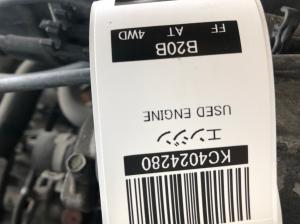 KC4024280
エンジン
USED ENGINE
B20B
AT 4WD
FF